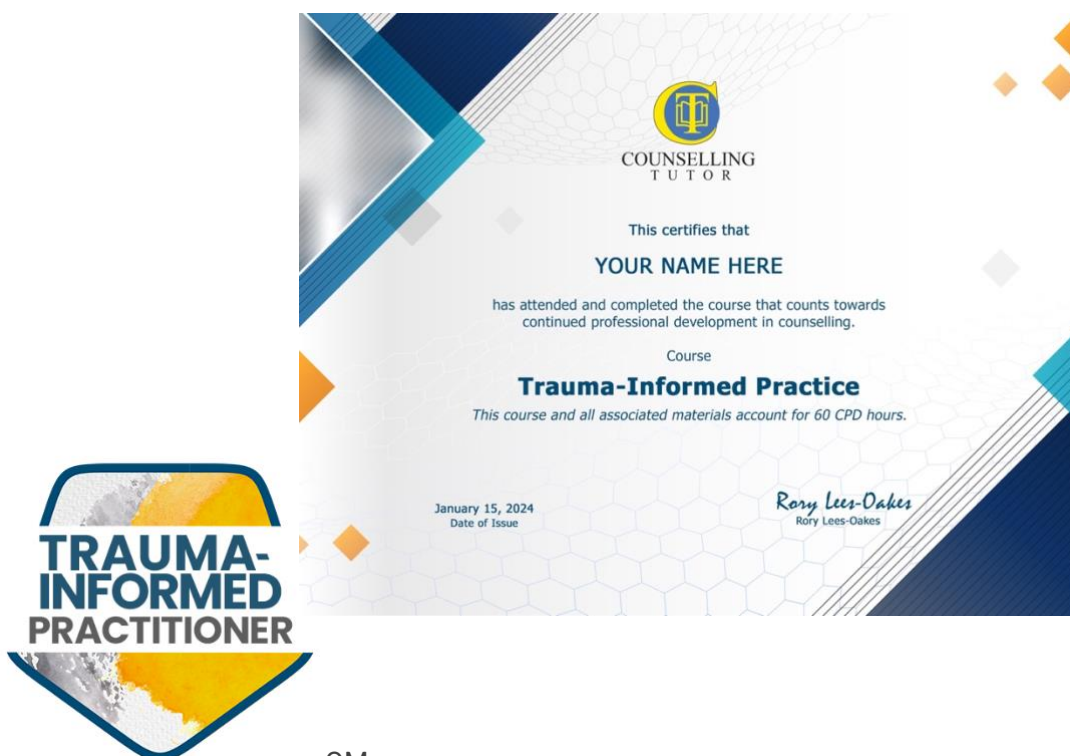 COUNSELLING
TUTOR
This certifies that
YOUR NAME HERE
has attended and completed the course that counts towards
continued professional development in counselling.
Course
Trauma-Informed Practice
This course and all associated materials account for 60 CPD hours.
January 15, 2024
Date of Issue
Rory Lees-Oakes
Rory Lees-Oakes
TRAUMA-
INFORMED
PRACTITIONER